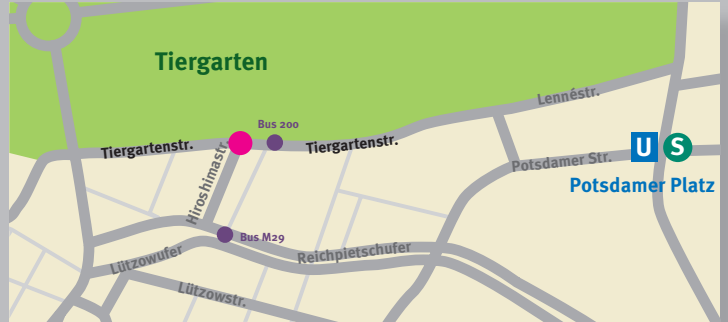 Tiergarten
Lennéstr.
Bus 200
Tiergartenstr.
Tiergartenstr.
U
S
Potsdamer Str.
Potsdamer Platz
Hiroshimastr.
Bus M29
Reichpietschufer
Lützowufer
Lützowstr.